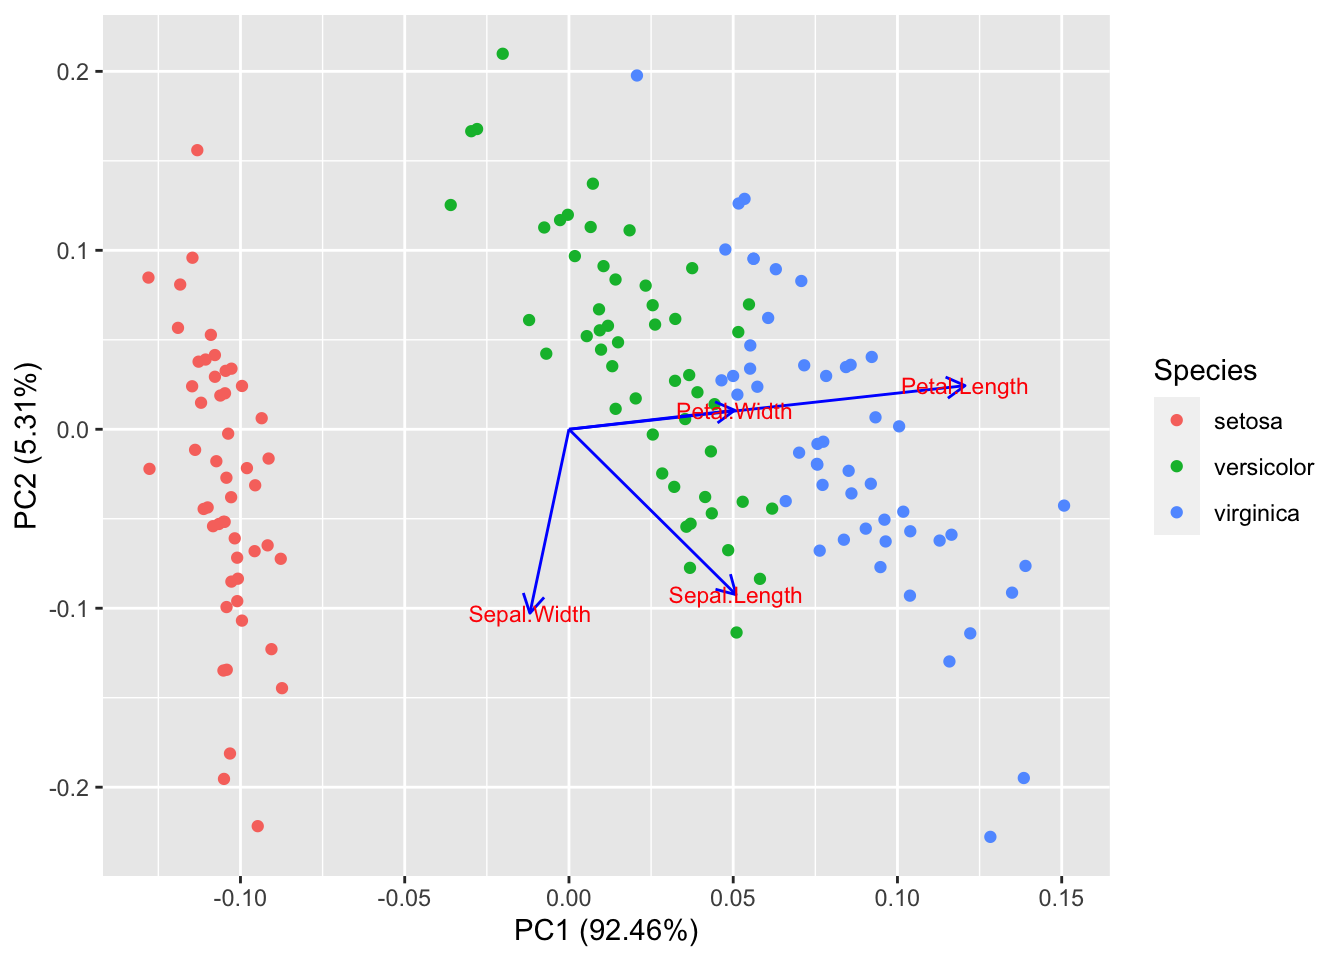 0.2
0.1
0.0
-0.1
-0.2
PC2 (5.31%)
Petal.Length
Petal.Width
Sepal.Length
Sepal.Width
-0.10
-0.05
0.00
0.05
0.10
0.15
PC1 (92.46%)
Species
setosa
versicolor
virginica